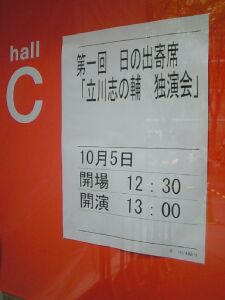 hall
C
第一回 日の出寄席
「立川志の輔 独演会」
10月5日
開場 12：30
開演 13：00